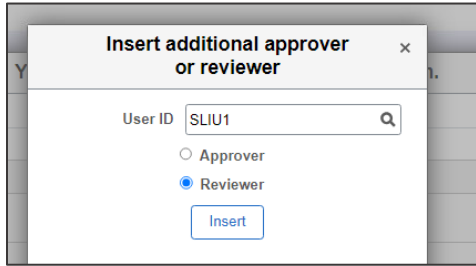 Insert additional approver
or reviewer
×
Y
n.
User ID SLIU1
Approver
Reviewer
Insert